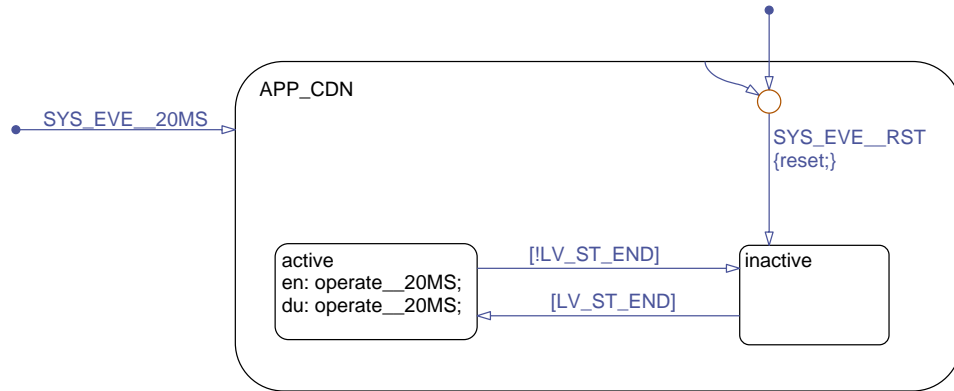 APP_CDN
SYS_EVE__20MS
SYS_EVE__RST
{reset;}
active
en: operate__20MS;
du: operate__20MS;
[!LV_ST_END]
inactive
[LV_ST_END]